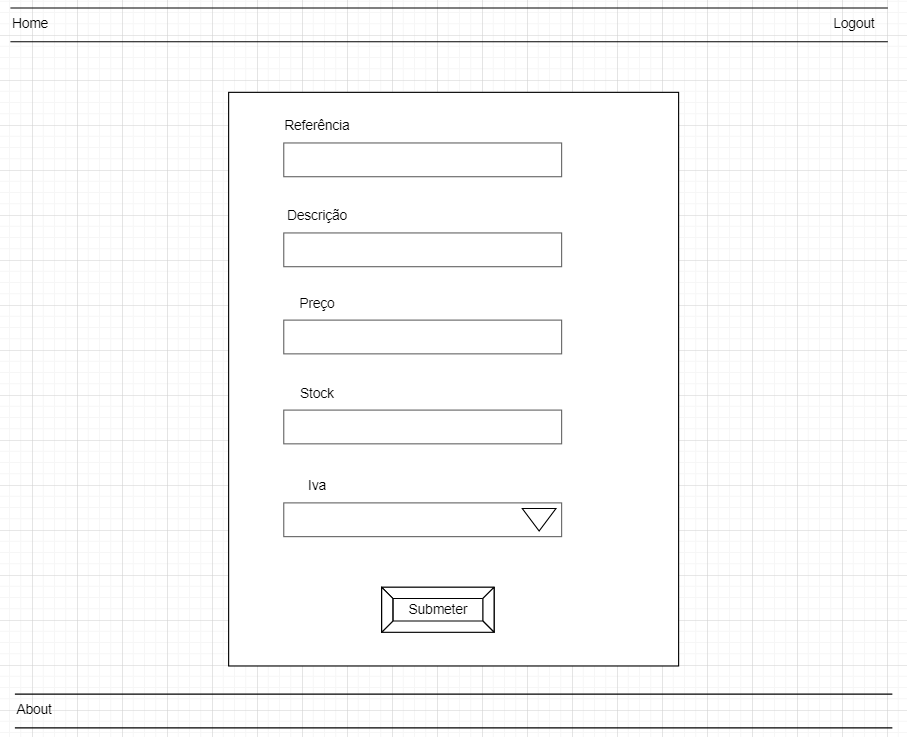 Home
Logout
Referência
Descrição
Preço
Stock
Iva
Submeter
About